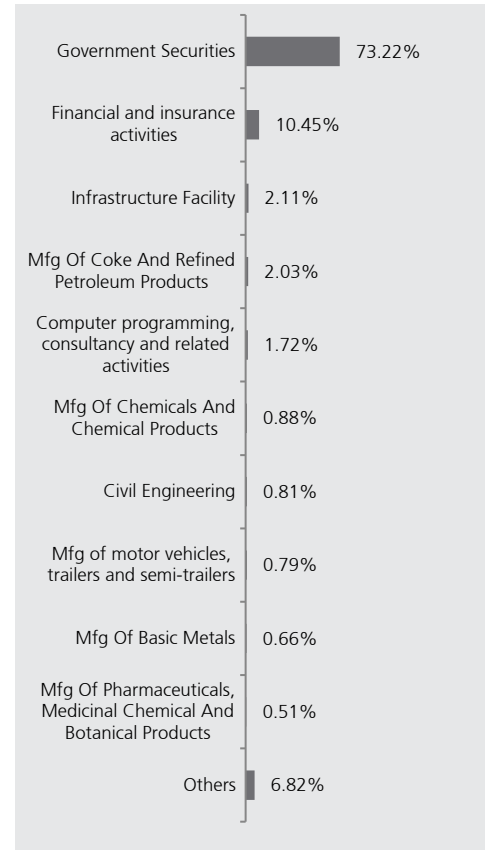 Government Securities 73.22%
Financial and insurance
activities 10.45%
Infrastructure Facility 2.11%
Mfg Of Coke And Refined
Petroleum Products 2.03%
Computer programming,
consultancy and related 1.72%
activities
Mfg Of Chemicals And
Chemical Products 0.88%
Civil Engineering 0.81%
Mfg of motor vehicles,
trailers and semi-trailers 0.79%
Mfg Of Basic Metals 0.66%
Mfg Of Pharmaceuticals,
Medicinal Chemical And 0.51%
Botanical Products
Others 6.82%